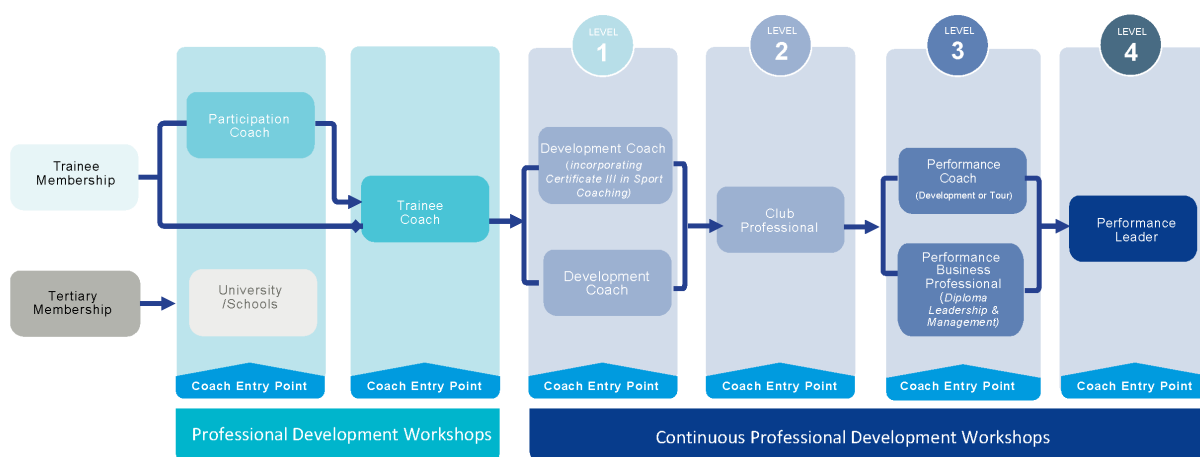 LEVEL
1
LEVEL
2
LEVEL
3
LEVEL
4
Trainee
Membership
Tertiary
Membership
Participation
Coach
University
/Schools
Trainee
Coach
Development Coach
(incorporating
Certificate III in Sport
Coaching)
Development
Coach
Club
Professional
Performance
Coach
(Development or Tour)
Performance
Business
Professional
(Diploma
Leadership &
Management)
Performance
Leader
Coach Entry Point
Coach Entry Point
Coach Entry Point
Coach Entry Point
Coach Entry Point
Coach Entry Point
Professional Development Workshops
Continuous Professional Development Workshops